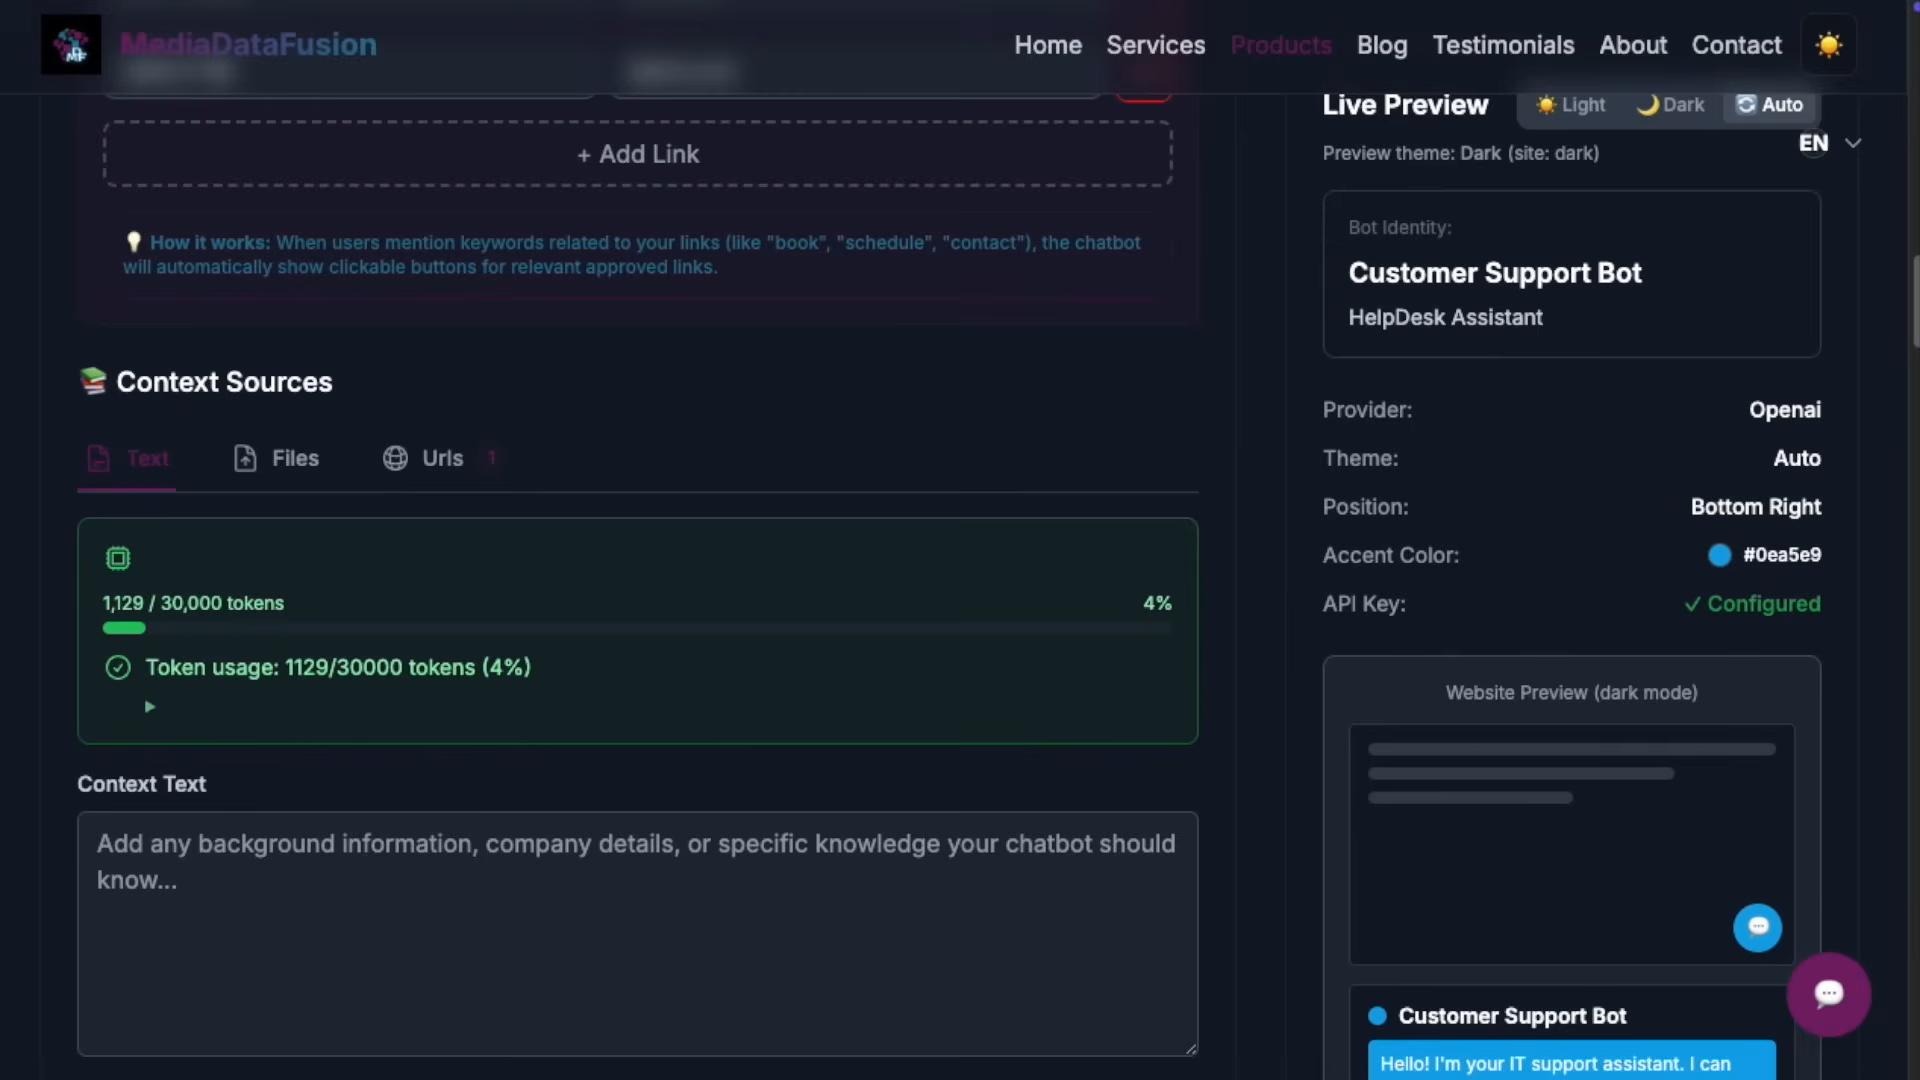 MediaDataFusion
Home Services Products Blog Testimonials About Contact
+ Add Link
How it works: When users mention keywords related to your links (like "book", "schedule", "contact"), the chatbot
will automatically show clickable buttons for relevant approved links.
Context Sources
Text Files Urls 1
1,129 / 30,000 tokens 4%
Token usage: 1129/30000 tokens (4%)
Context Text
Add any background information, company details, or specific knowledge your chatbot should
know...
Live Preview Light Dark Auto
EN
Preview theme: Dark (site: dark)
Bot Identity:
Customer Support Bot
HelpDesk Assistant
Provider: Openai
Theme: Auto
Position: Bottom Right
Accent Color: #0ea5e9
API Key: ✓ Configured
Website Preview (dark mode)
Customer Support Bot
Hello! I'm your IT support assistant. I can